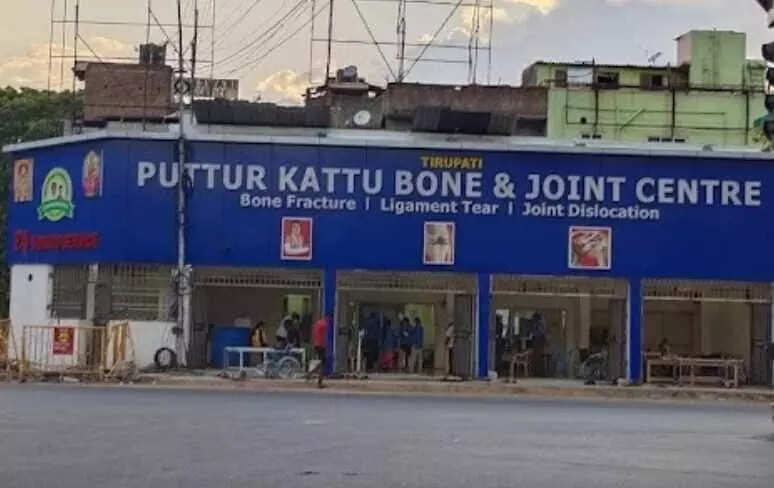 TIRUPATI
PUTTUR KATTU BONE & JOINT CENTRE
Bone Fracture | Ligament Tear | Joint Dislocation